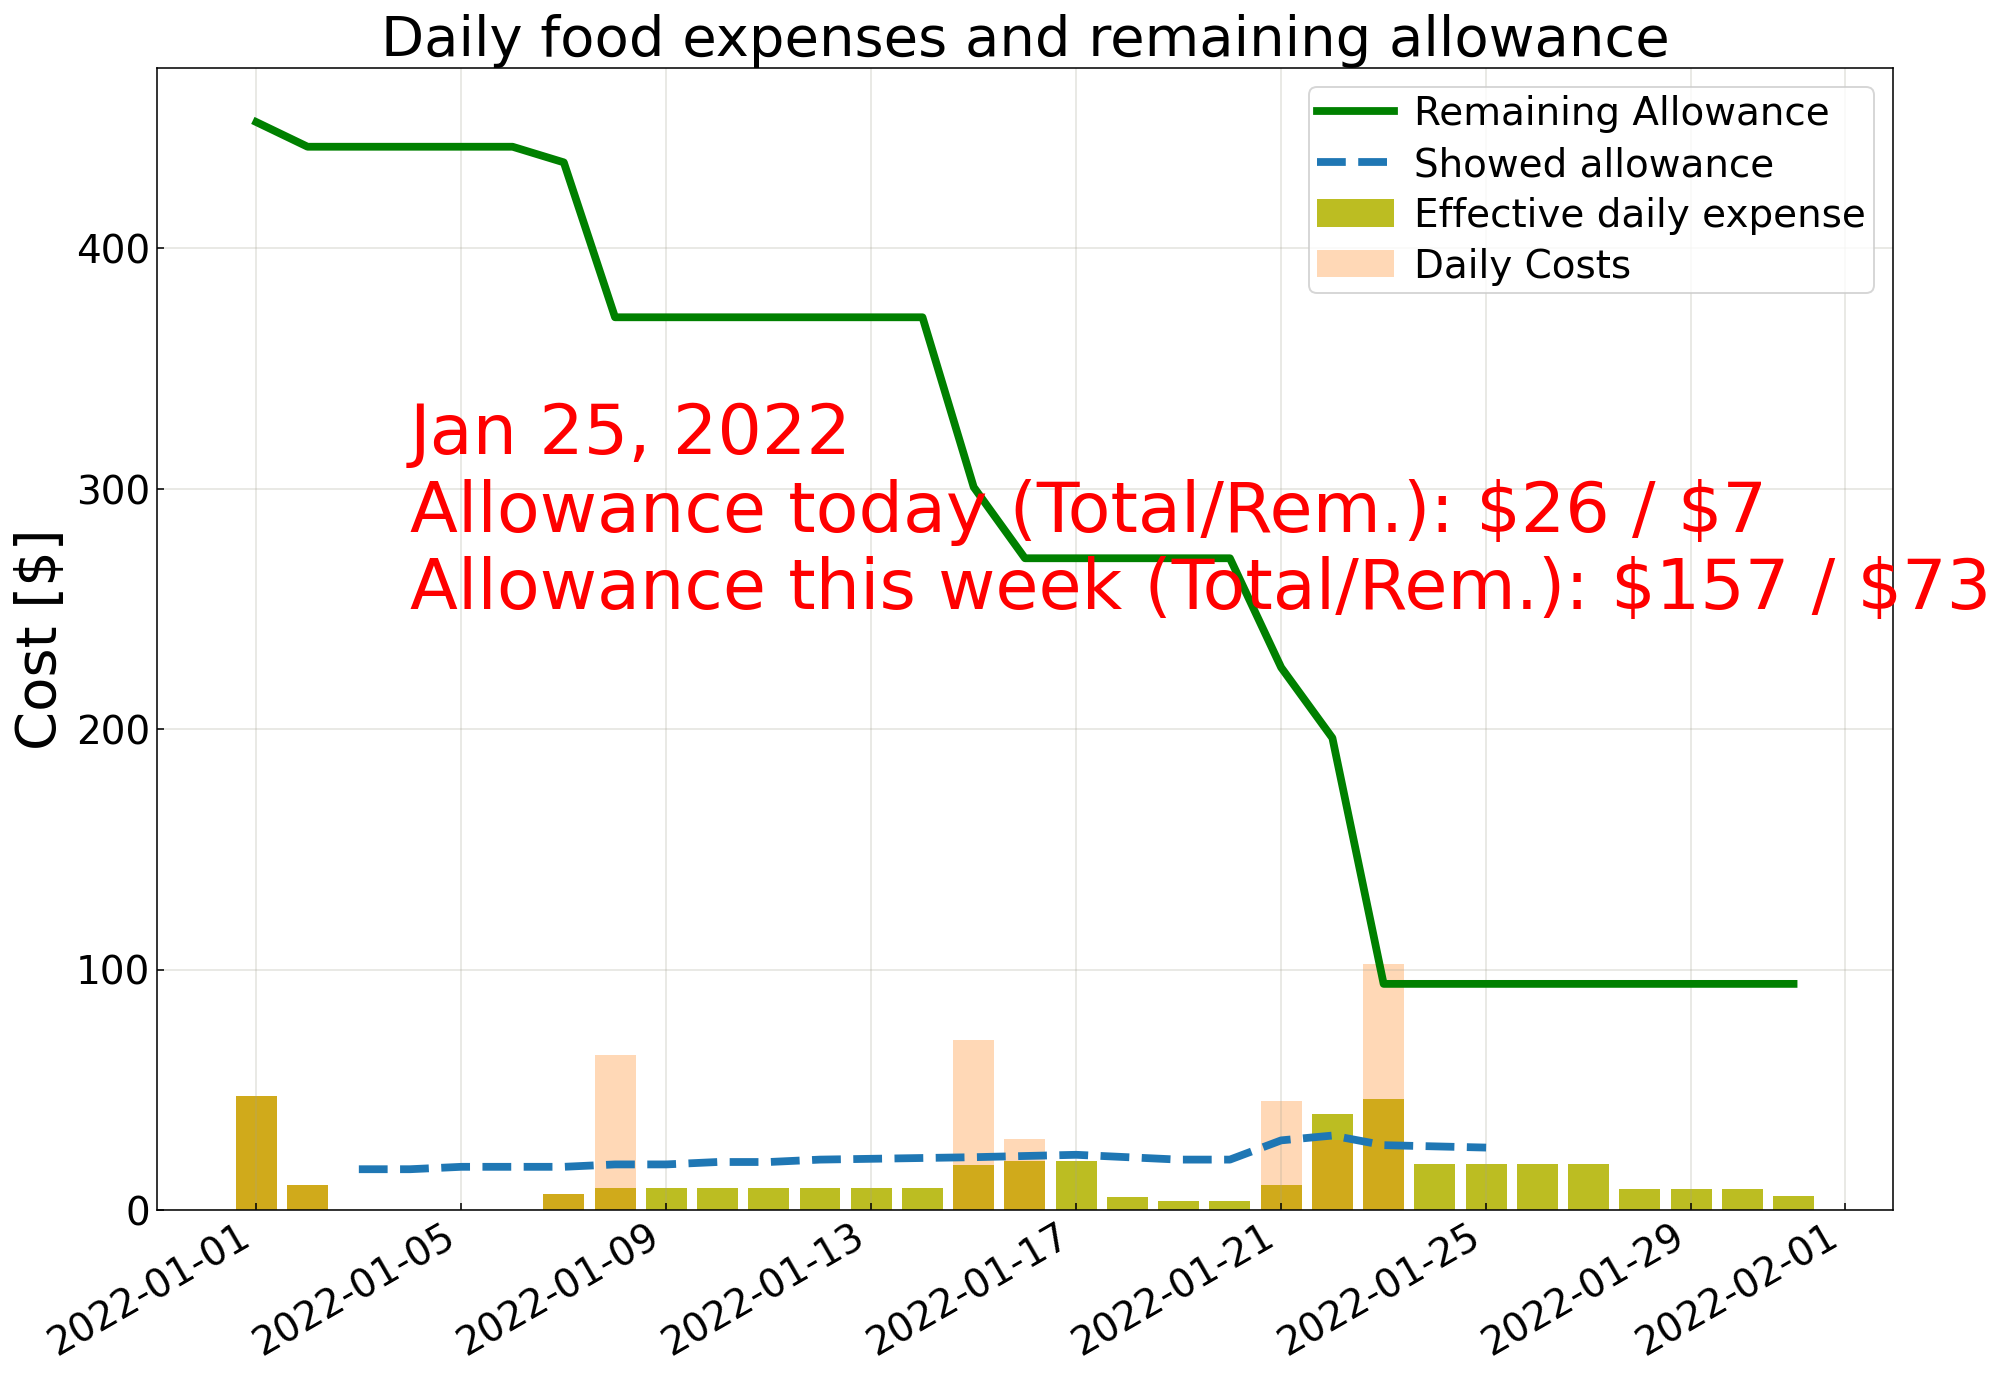 Daily food expenses and remaining allowance
Remaining Allowance
Showed allowance
Effective daily expense
Daily Costs
Jan 25, 2022
Allowance today (Total/Rem.): $26 / $7
Allowance this week (Total/Rem.): $157 / $73
Cost [$]
400
300
200
100
0
2022-01-01
2022-01-05
2022-01-09
2022-01-13
2022-01-17
2022-01-21
2022-01-25
2022-01-29
2022-02-01